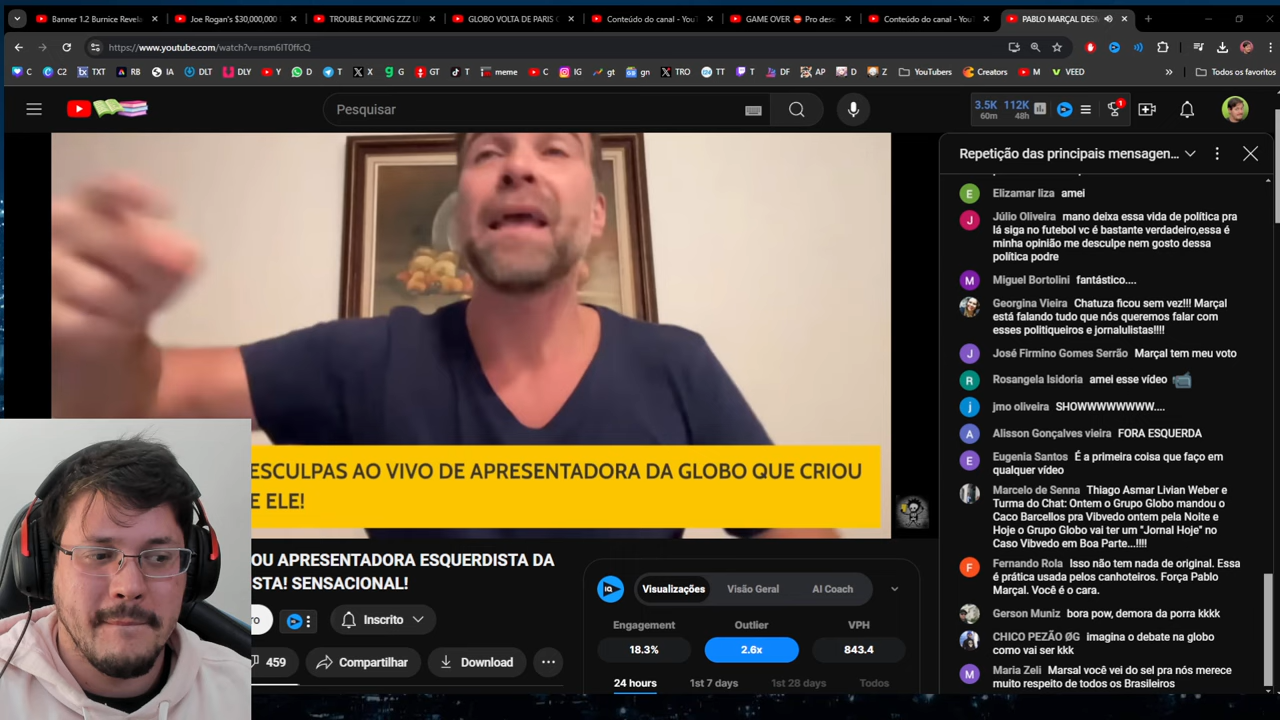 Banner 1.2 Burnice Revela
Joe Rogan's $30,000,000
TROUBLE PICKING ZZZ U
GLOBO VOLTA DE PARIS C
Conteúdo do canal - YouT
GAME OVER ⛔ Pro dese
Conteúdo do canal - YouT
PABLO MARÇAL DESM
https://www.youtube.com/watch?v=nsm6IT0ffcQ
C
C2
TXT
RB
IA
DLT
DLY
Y
D
T
X
G
GT
T
meme
C
IG
gt
gn
TRO
TT
T
DF
AP
D
Z
YouTubers
Creators
M
VEED
»
Todos os favoritos
Pesquisar
3.5K 112K
60m 48h
1
Repetição das principais mensagen...
Elizamar liza amei
Júlio Oliveira mano deixa essa vida de política pra
lá siga no futebol vc é bastante verdadeiro,essa é
minha opinião me desculpe nem gosto dessa
política podre
Miguel Bortolini fantástico....
Georgina Vieira Chatuza ficou sem vez!!! Marçal
está falando tudo que nós queremos falar com
esses politiqueiros e jornalulistas!!!!
José Firmino Gomes Serrão Marçal tem meu voto
Rosangela Isidoria amei esse vídeo 📹
jmo oliveira SHOWWWWWWW....
Alisson Gonçalves vieira FORA ESQUERDA
Eugenia Santos É a primeira coisa que faço em
qualquer vídeo
Marcelo de Senna Thiago Asmar Livian Weber e
Turma do Chat: Ontem o Grupo Globo mandou o
Caco Barcellos pra Vibvedo ontem pela Noite e
Hoje o Grupo Globo vai ter um "Jornal Hoje" no
Caso Vibvedo em Boa Parte...!!!!
Fernando Rola Isso não tem nada de original. Essa
é prática usada pelos canhoteiros. Força Pablo
Marçal. Você é o cara.
Gerson Muniz bora pow, demora da porra kkkk
CHICO PEZÃO ØG imagina o debate na globo
como vai ser kkk
Maria Zeli Marsal você vei do sel pra nós merece
muito respeito de todos os Brasileiros
ESCULPAS AO VIVO DE APRESENTADORA DA GLOBO QUE CRIOU
E ELE!
OU APRESENTADORA ESQUERDISTA DA
ISTA! SENSACIONAL!
ro
Inscrito
459
Compartilhar
Download
Visualizações
Visão Geral
AI Coach
Engagement
Outlier
VPH
18.3%
2.6x
843.4
24 hours
1st 7 days
1st 28 days
Todos